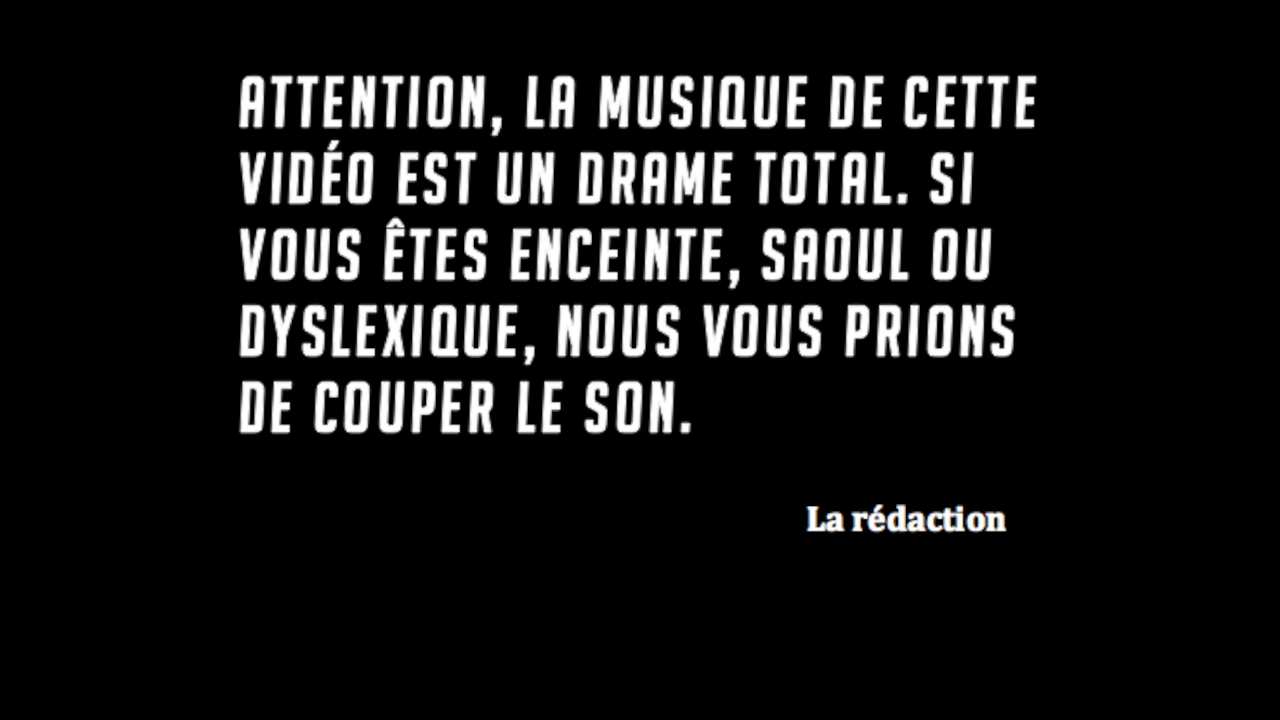 ATTENTION, LA MUSIQUE DE CETTE
VIDÉO EST UN DRAME TOTAL. SI
VOUS ÊTES ENCEINTE, SAOUL OU
DYSLEXIQUE, NOUS VOUS PRIONS
DE COUPER LE SON.
La rédaction